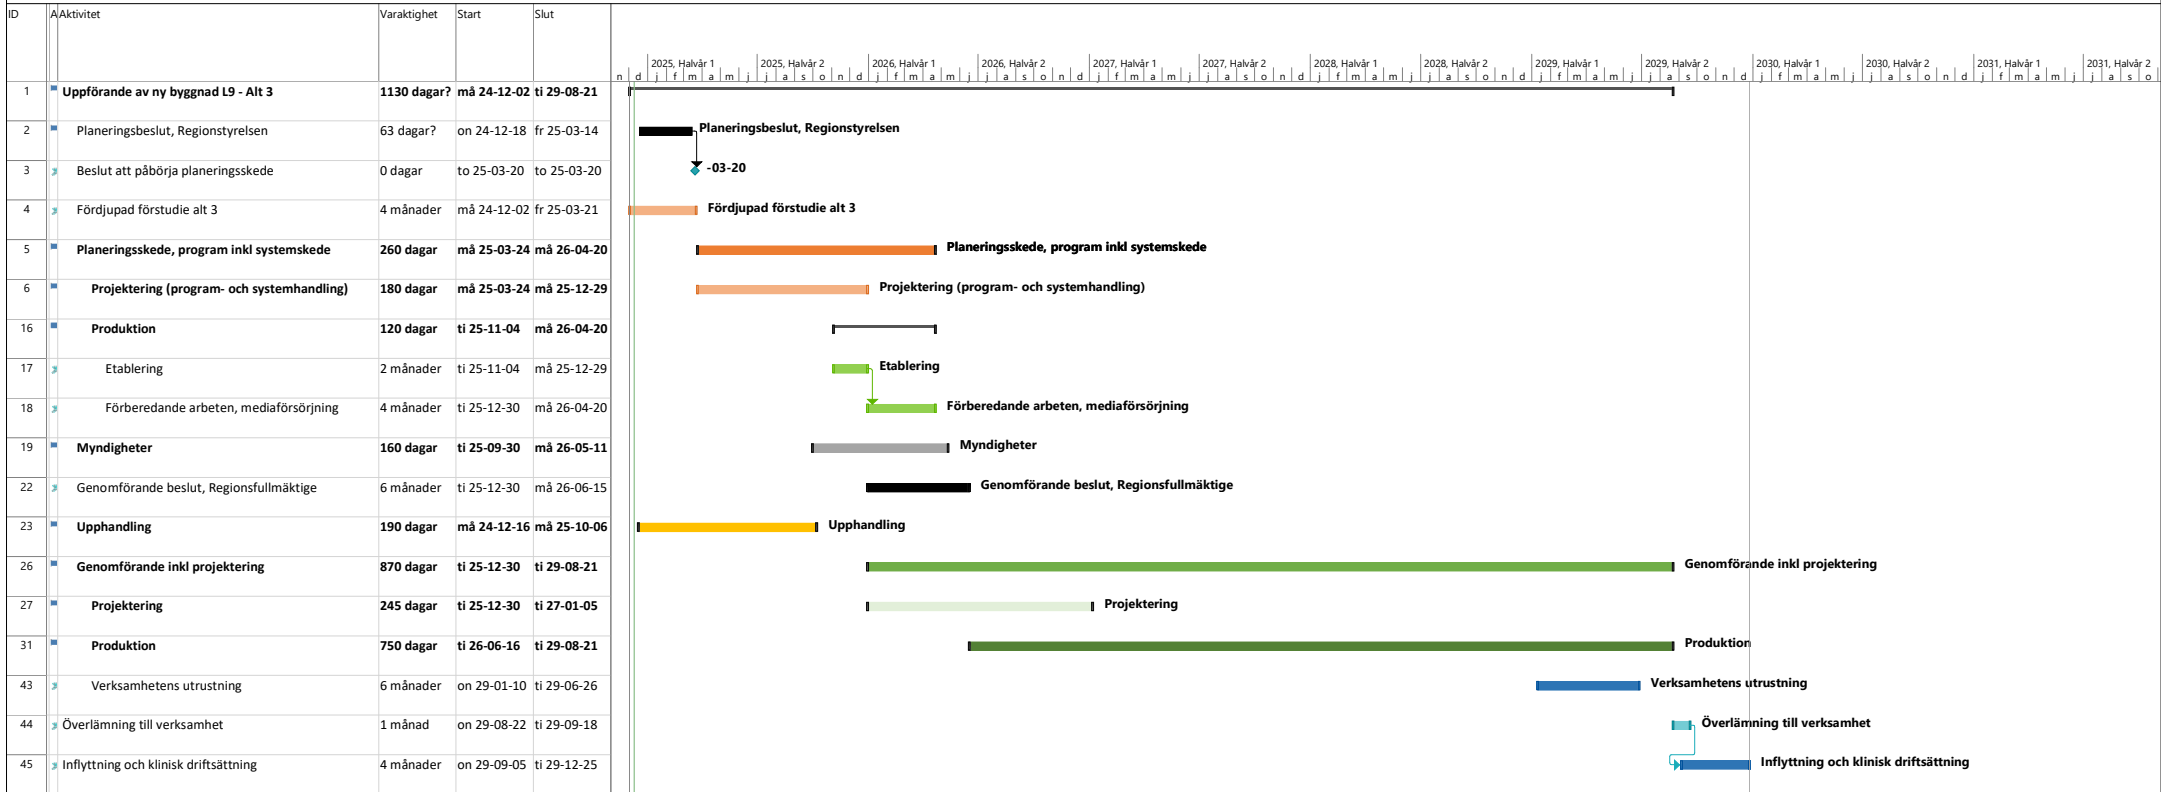 ID A Aktivitet Varaktighet Start Slut
2025, Halvår 1 2025, Halvår 2 2026, Halvår 1 2026, Halvår 2 2027, Halvår 1 2027, Halvår 2 2028, Halvår 1 2028, Halvår 2 2029, Halvår 1 2029, Halvår 2 2030, Halvår 1 2030, Halvår 2 2031, Halvår 1 2031, Halvår 2
n d j f m a m j j a s o n d j f m a m j j a s o n d j f m a m j j a s o n d j f m a m j j a s o n d j f m a m j j a s o n d j f m a m j j a s o n d j f m a m j j a s o
1 Uppförande av ny byggnad L9 - Alt 3 1130 dagar? må 24-12-02 ti 29-08-21
2 Planeringsbeslut, Regionstyrelsen 63 dagar? on 24-12-18 fr 25-03-14 Planeringsbeslut, Regionstyrelsen
3 Beslut att påbörja planeringsskede 0 dagar to 25-03-20 to 25-03-20 -03-20
4 Fördjupad förstudie alt 3 4 månader må 24-12-02 fr 25-03-21 Fördjupad förstudie alt 3
5 Planeringsskede, program inkl systemskede 260 dagar må 25-03-24 må 26-04-20 Planeringsskede, program inkl systemskede
6 Projektering (program- och systemhandling) 180 dagar må 25-03-24 må 25-12-29 Projektering (program- och systemhandling)
16 Produktion 120 dagar ti 25-11-04 må 26-04-20
17 Etablering 2 månader ti 25-11-04 må 25-12-29 Etablering
18 Förberedande arbeten, mediaförsörjning 4 månader ti 25-12-30 må 26-04-20 Förberedande arbeten, mediaförsörjning
19 Myndigheter 160 dagar ti 25-09-30 må 26-05-11 Myndigheter
22 Genomförande beslut, Regionsfullmäktige 6 månader ti 25-12-30 må 26-06-15 Genomförande beslut, Regionsfullmäktige
23 Upphandling 190 dagar må 24-12-16 må 25-10-06 Upphandling
26 Genomförande inkl projektering 870 dagar ti 25-12-30 ti 29-08-21 Genomförande inkl projektering
27 Projektering 245 dagar ti 25-12-30 ti 27-01-05 Projektering
31 Produktion 750 dagar ti 26-06-16 ti 29-08-21 Produktion
43 Verksamhetens utrustning 6 månader on 29-01-10 ti 29-06-26 Verksamhetens utrustning
44 Överlämning till verksamhet 1 månad on 29-08-22 ti 29-09-18 Överlämning till verksamhet
45 Inflyttning och klinisk driftsättning 4 månader on 29-09-05 ti 29-12-25 Inflyttning och klinisk driftsättning